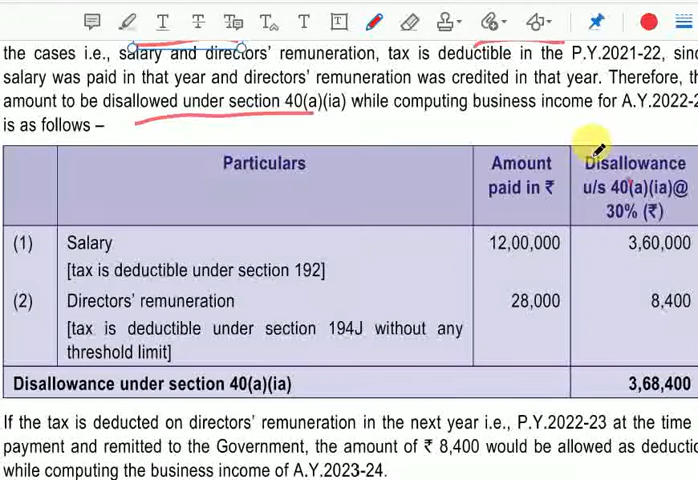 the cases i.e., salary and directors' remuneration, tax is deductible in the P.Y.2021-22,
salary was paid in that year and directors' remuneration was credited in that year. Therefore,
amount to be disallowed under section 40(a)(ia) while computing business income for
is as follows –
Particulars Amount paid in ₹ Disallowance u/s 40(a)(ia)@ 30% (₹)
(1) Salary 12,00,000 3,60,000
[tax is deductible under section 192]
(2) Directors' remuneration 28,000 8,400
[tax is deductible under section 194J without any
threshold limit]
Disallowance under section 40(a)(ia) 3,68,400
If the tax is deducted on directors' remuneration in the next year i.e., P.Y.2022-23 at the time
payment and remitted to the Government, the amount of ₹ 8,400 would be allowed as
while computing the business income of A.Y.2023-24.